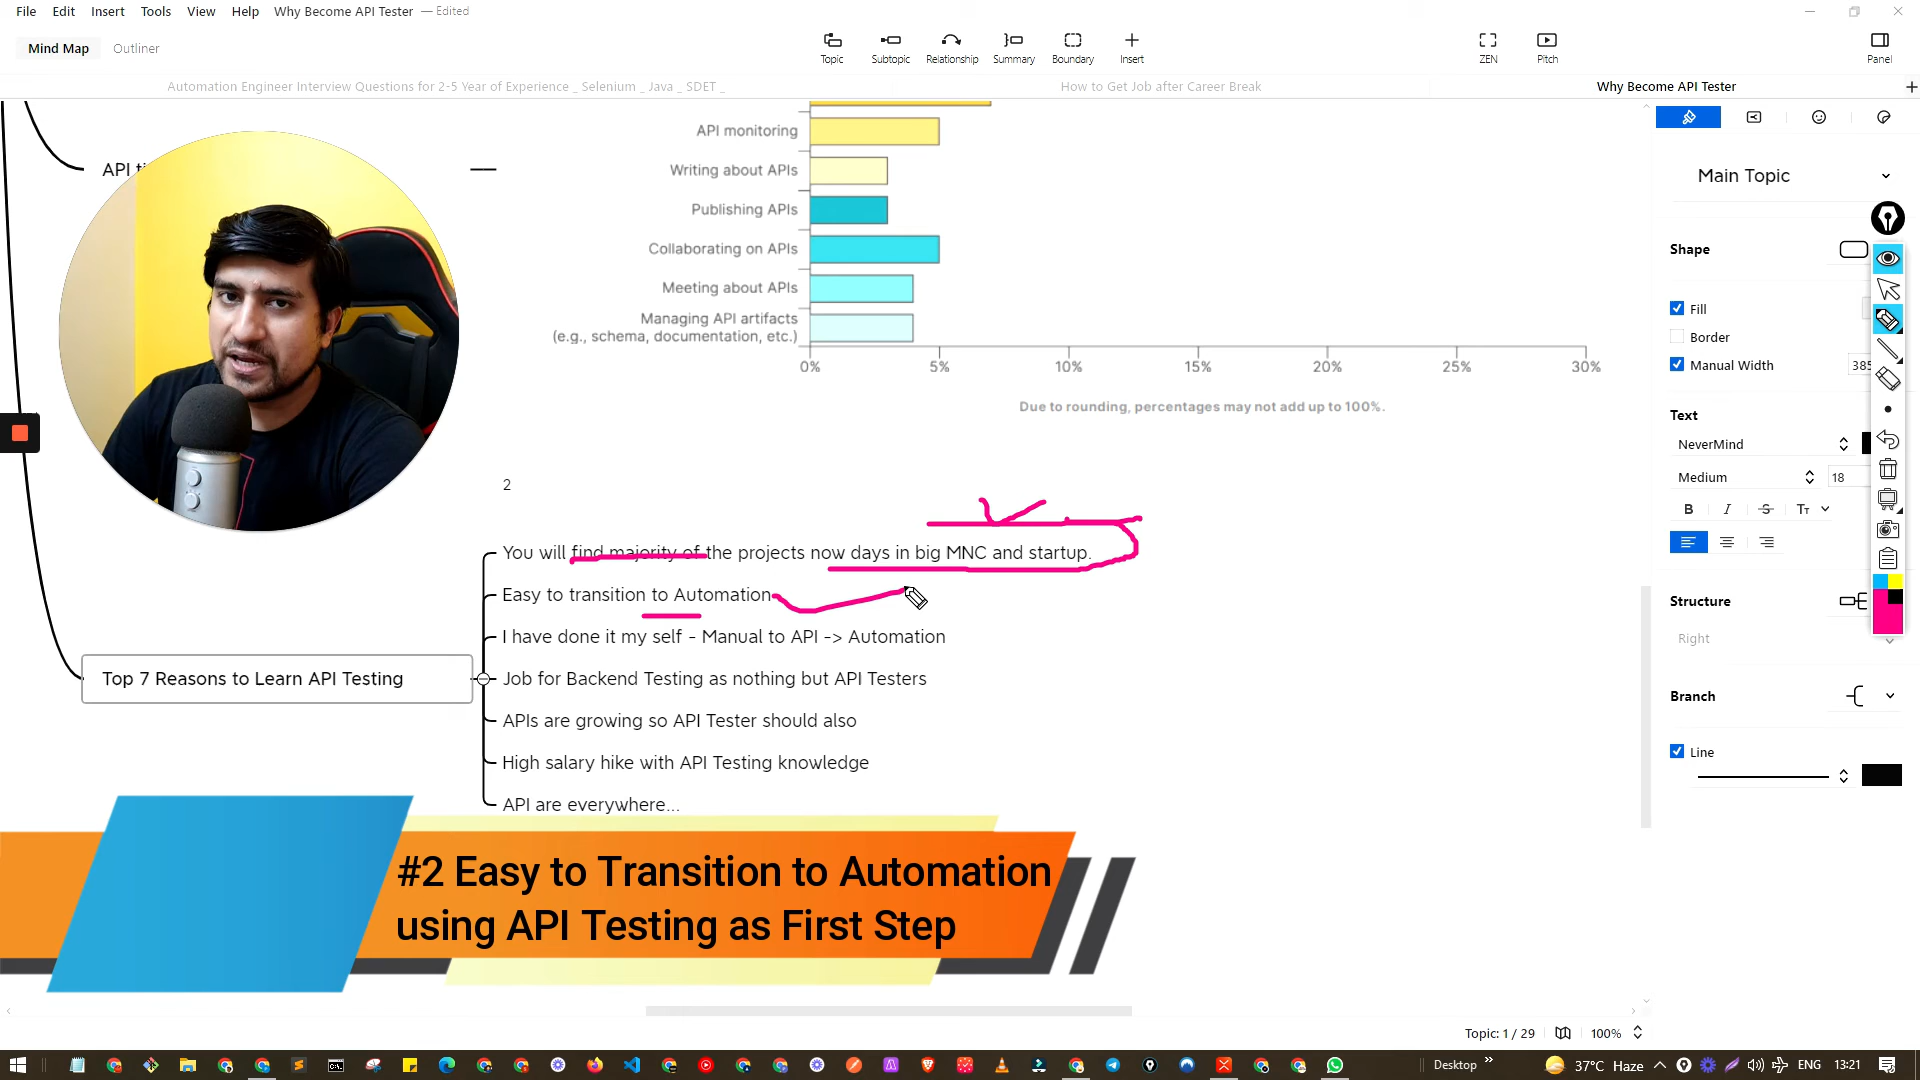 File Edit Insert Tools View Help Why Become API Tester — Edited
Mind Map Outliner
Topic Subtopic Relationship Summary Boundary Insert ZEN Pitch Panel
Automation Engineer Interview Questions for 2-5 Year of Experience _ Selenium _ Java _ SDET _ How to Get Job after Career Break Why Become API Tester
API monitoring
API
Writing about APIs
Publishing APIs
Collaborating on APIs
Meeting about APIs
Managing API artifacts
(e.g., schema, documentation, etc.)
0% 5% 10% 15% 20% 25% 30%
Due to rounding, percentages may not add up to 100%.
2
You will find majority of the projects now days in big MNC and startup.
Easy to transition to Automation
I have done it my self - Manual to API -> Automation
Top 7 Reasons to Learn API Testing
Job for Backend Testing as nothing but API Testers
APIs are growing so API Tester should also
High salary hike with API Testing knowledge
API are everywhere...
#2 Easy to Transition to Automation
using API Testing as First Step
Main Topic
Shape
Fill
Border
Manual Width 385
Text
NeverMind
Medium 18
B I S Tт
Structure
Right
Branch
Line
Topic: 1 / 29 100%
Desktop 37°C Haze ENG 13:21